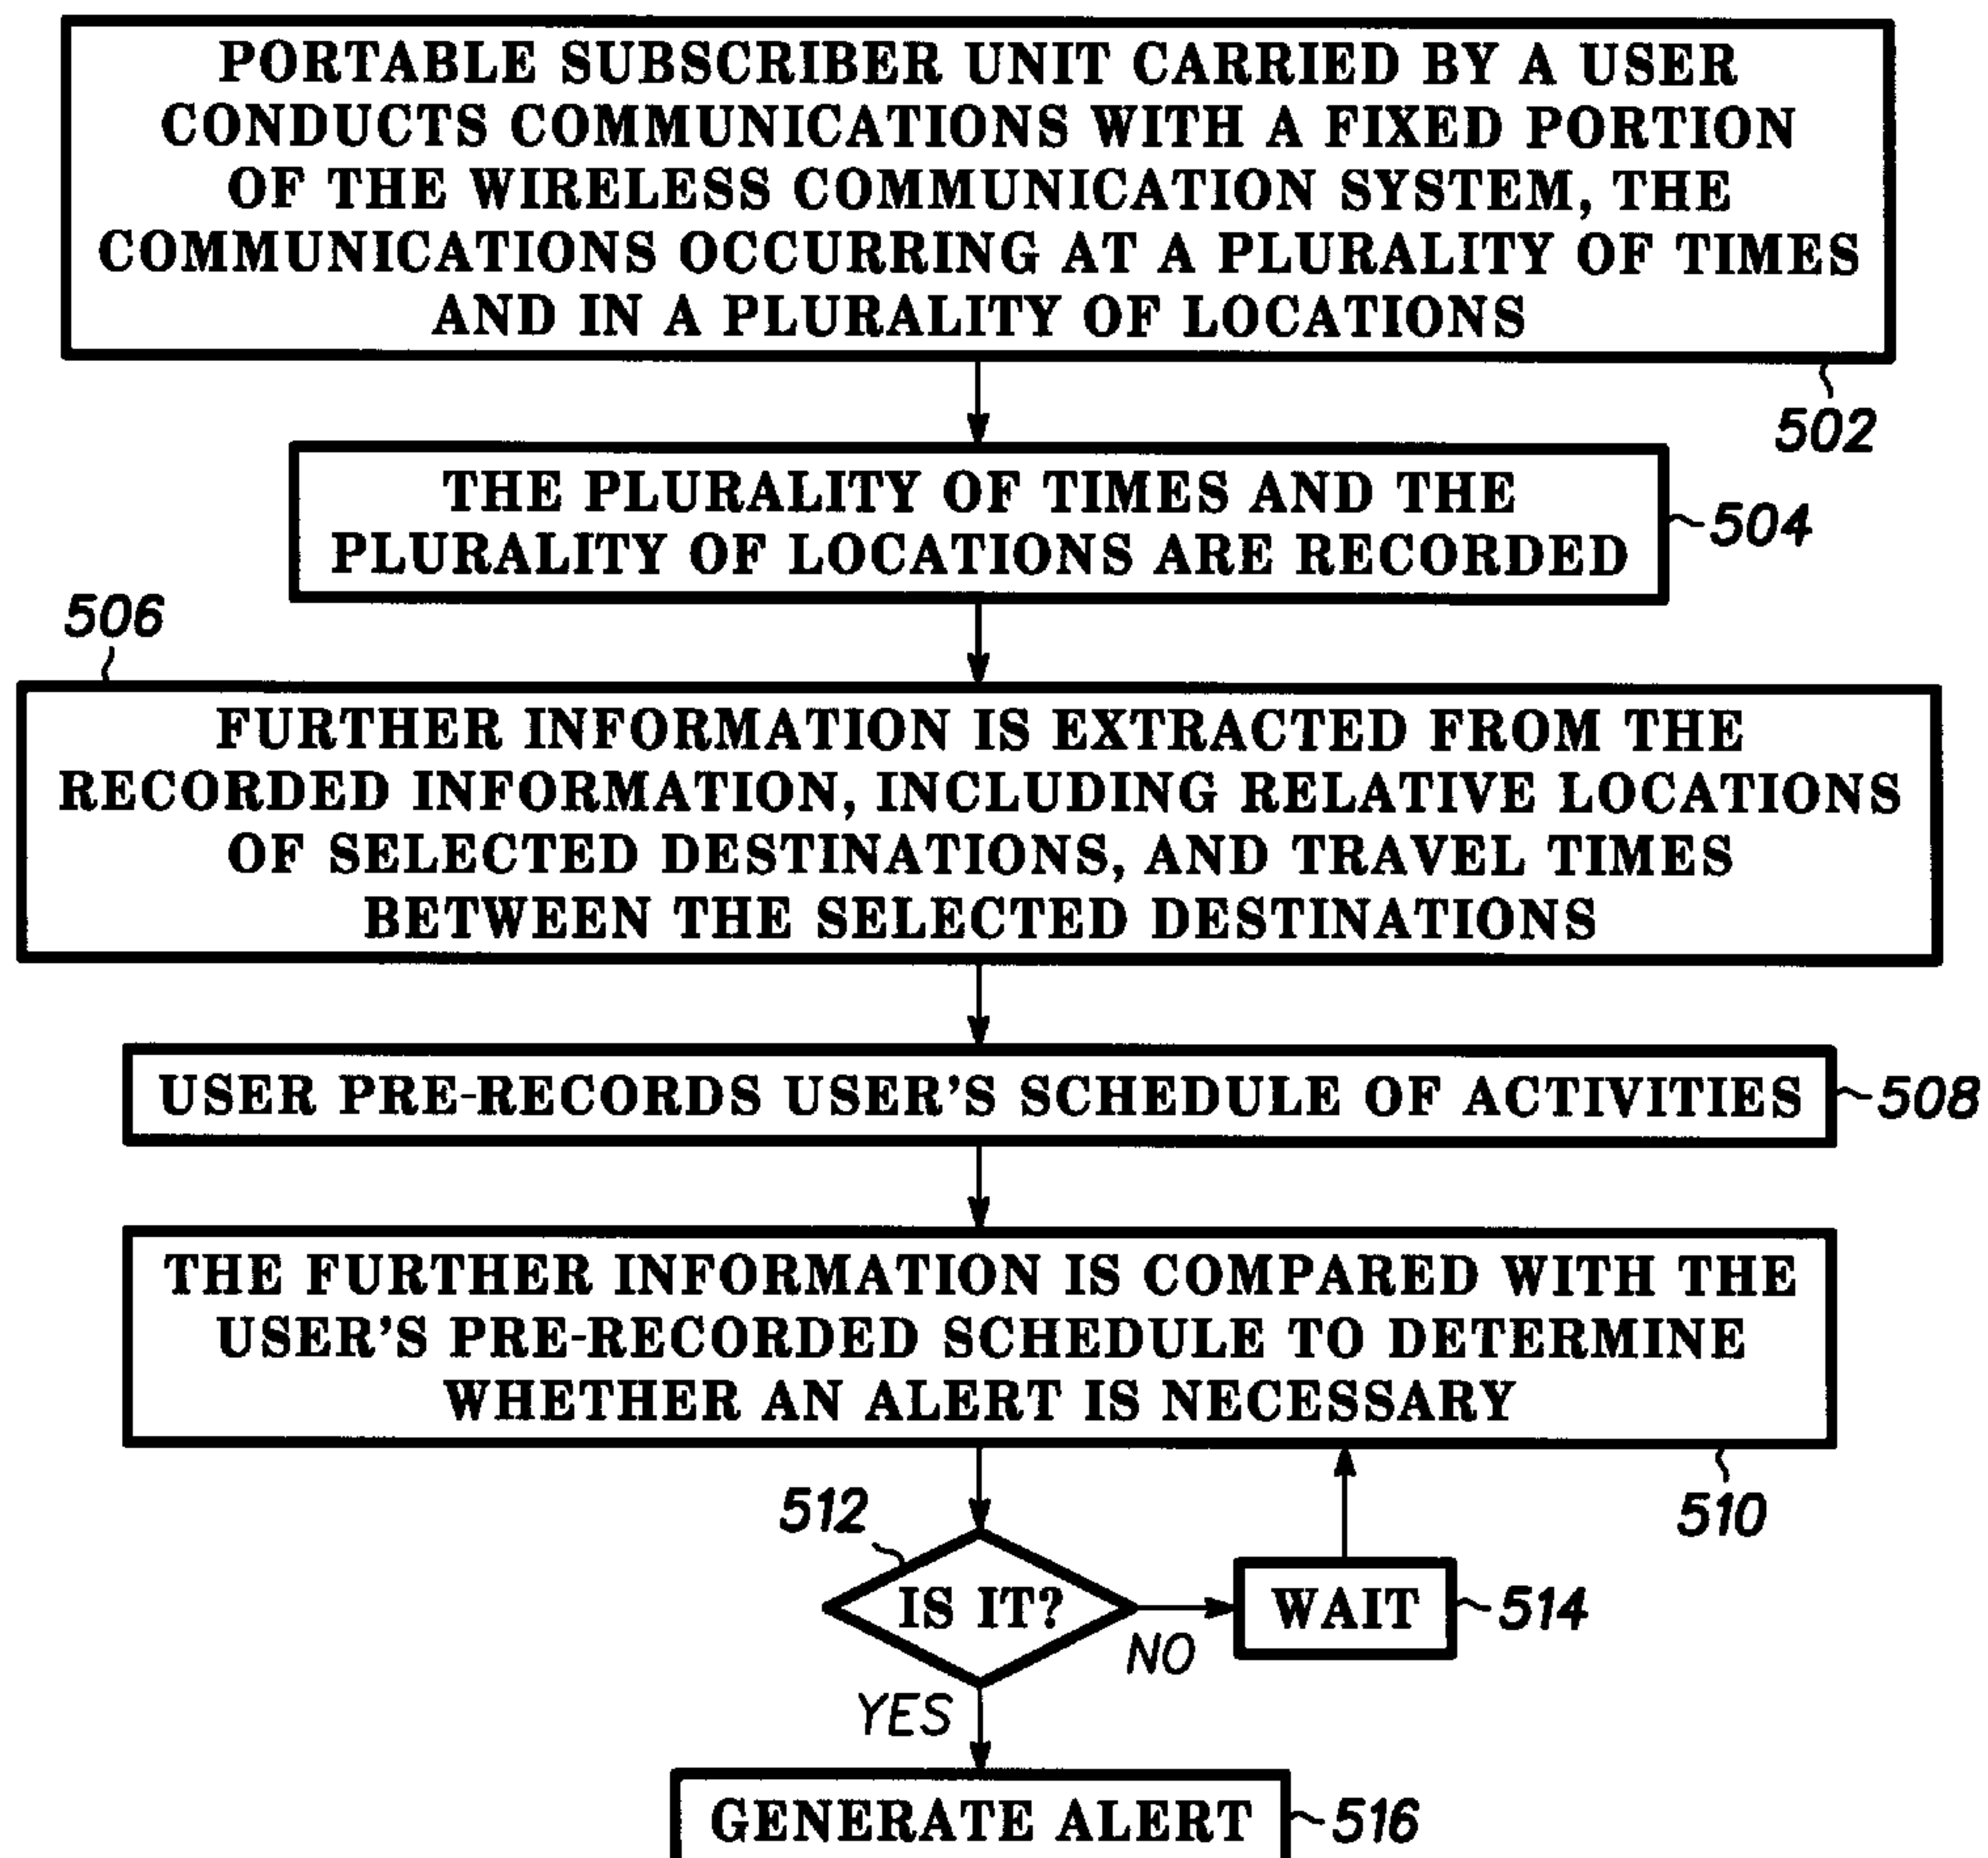 PORTABLE SUBSCRIBER UNIT CARRIED BY A USER
CONDUCTS COMMUNICATIONS WITH A FIXED PORTION
OF THE WIRELESS COMMUNICATION SYSTEM, THE
COMMUNICATIONS OCCURRING AT A PLURALITY OF TIMES
AND IN A PLURALITY OF LOCATIONS
502
THE PLURALITY OF TIMES AND THE
PLURALITY OF LOCATIONS ARE RECORDED
504
506
FURTHER INFORMATION IS EXTRACTED FROM THE
RECORDED INFORMATION, INCLUDING RELATIVE LOCATIONS
OF SELECTED DESTINATIONS, AND TRAVEL TIMES
BETWEEN THE SELECTED DESTINATIONS
USER PRE-RECORDS USER'S SCHEDULE OF ACTIVITIES
508
THE FURTHER INFORMATION IS COMPARED WITH THE
USER'S PRE-RECORDED SCHEDULE TO DETERMINE
WHETHER AN ALERT IS NECESSARY
510
512
IS IT?
NO
WAIT
514
YES
GENERATE ALERT
516